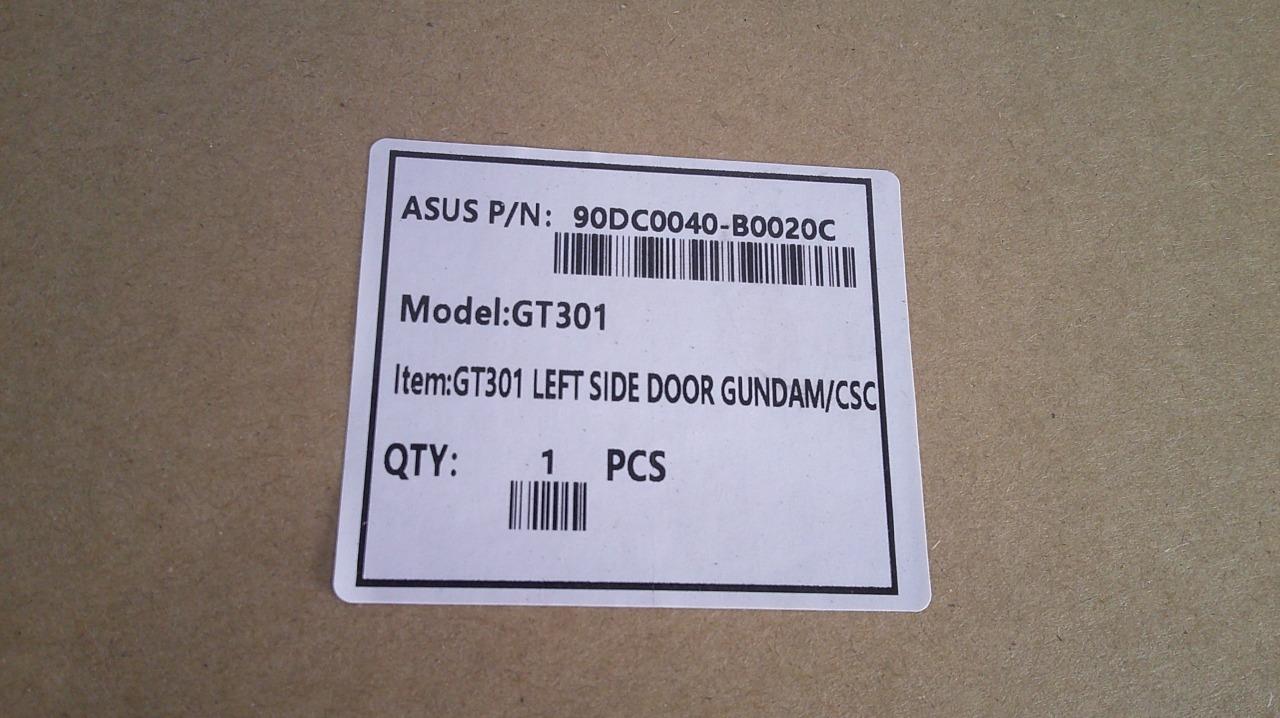 ASUS P/N: 90DC0040-B0020C
Model:GT301
Item:GT301 LEFT SIDE DOOR GUNDAM/CSC
QTY: 1 PCS